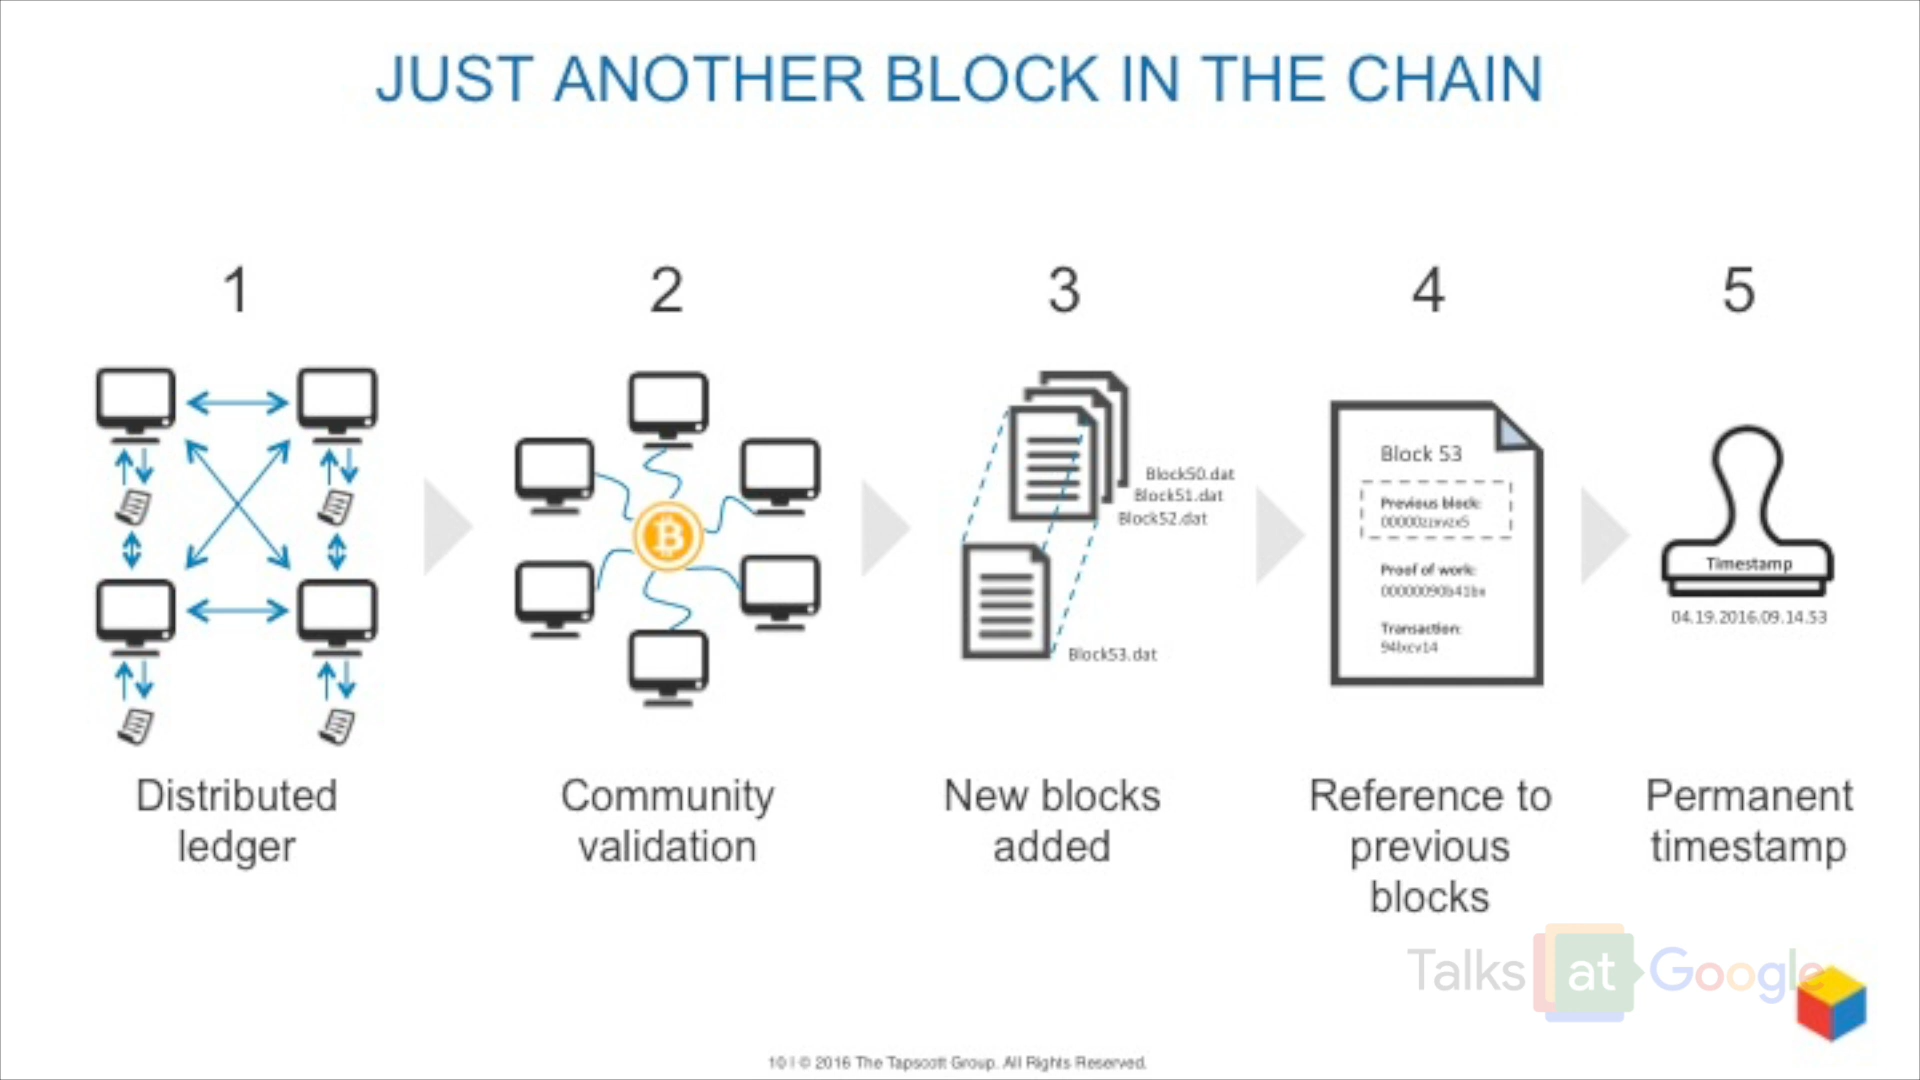 JUST ANOTHER BLOCK IN THE CHAIN
1
2
3
4
5
Block50.dat
Block51.dat
Block52.dat
Block53.dat
Block 53
Previous block:
Proof of work:
Transaction:
Timestamp
04.19.2016.09.14.53
Distributed
ledger
Community
validation
New blocks
added
Reference to
previous
blocks
Permanent
timestamp
Talks at Google
10 | © 2016 The Tapscott Group. All Rights Reserved.